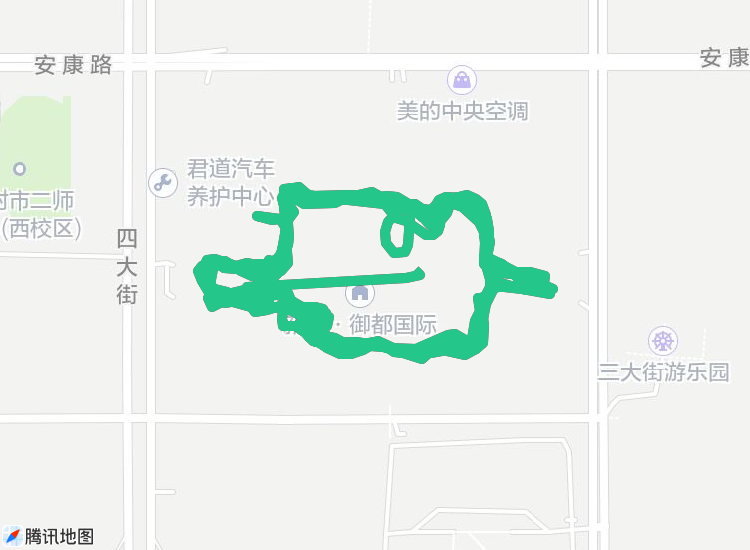 安康路
安康
美的中央空调
君道汽车
养护中心
市二师
(西校区)
四大街
·御都国际
三大街游乐园
腾讯地图